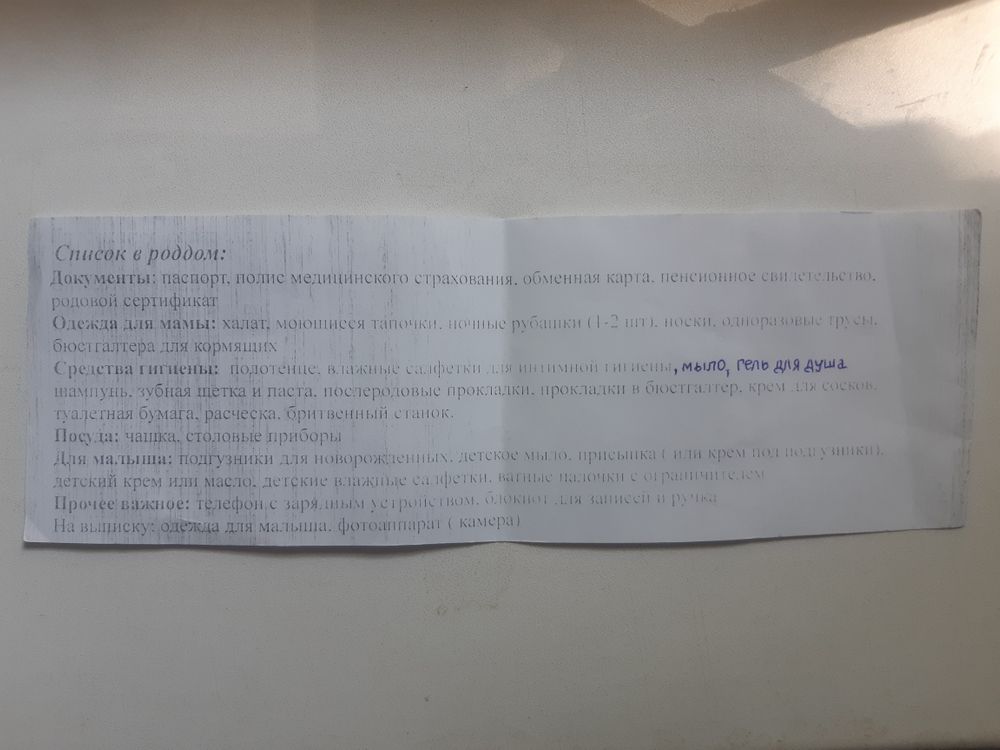 Список в роддом:
Документы: паспорт, полис медицинского страхования, обменная карта, пенсионное свидетельство,
родовой сертификат
Одежда для мамы: халат, моющиеся тапочки, ночные рубашки (1-2 шт), носки, одноразовые трусы,
бюстгалтера для кормящих
Средства гигиены: полотенце, влажные салфетки для интимной гигиены, мыло, гель для душа
шампунь, зубная щетка и паста, послеродовые прокладки, прокладки в бюстгалтер, крем для сосков,
туалетная бумага, расческа, бритвенный станок.
Посуда: чашка, столовые приборы
Для малыша: подгузники для новорожденных, детское мыло, присыпка ( или крем под подгузники),
детский крем или масло, детские влажные салфетки, ватные палочки с ограничителем
Прочее важное: телефон с зарядным устройством, блокнот для записей и ручка
На выписку: одежда для малыша, фотоаппарат ( камера)